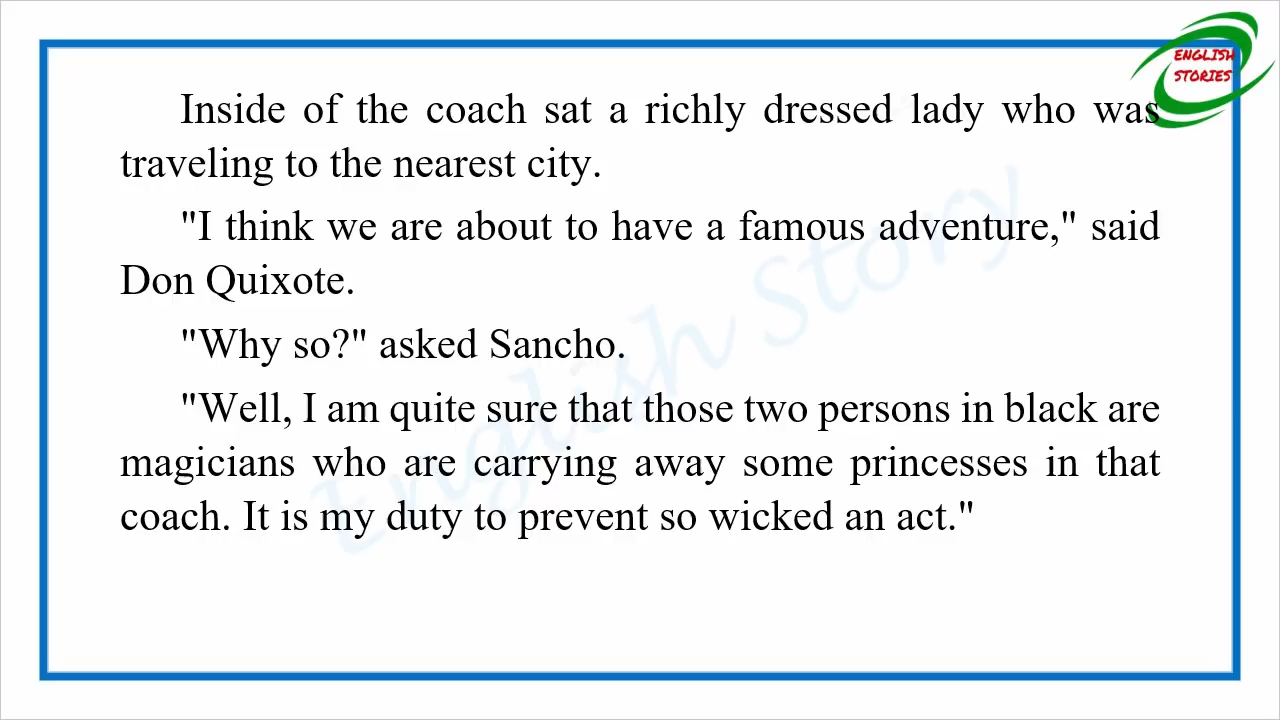 ENGLISH
STORIES
Inside of the coach sat a richly dressed lady who was
traveling to the nearest city.
"I think we are about to have a famous adventure," said
Don Quixote.
"Why so?" asked Sancho.
"Well, I am quite sure that those two persons in black are
magicians who are carrying away some princesses in that
coach. It is my duty to prevent so wicked an act."
English Story